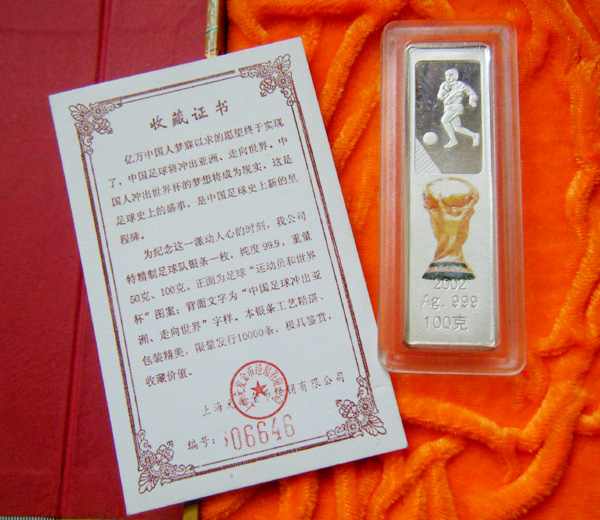 收藏证书
亿万中国人梦寐以求的愿望终于实现
了，中国足球将冲出亚洲、走向世界。中
国人冲出世界杯的梦想将成为现实。这是
足球史上的盛事，是中国足球史上新的里
程碑。
为纪念这一激动人心的时刻，我公司
特精制足球队银条一枚，纯度99.9，重量
50克、100克。正面为足球"运动员和世界
杯"图案；背面文字为"中国足球冲出亚
洲、走向世界"字样。本银条工艺精湛、
包装精美，限量发行10000条，极具鉴赏、
收藏价值。
上海 销有限公司
编号：06646
2002
Ag. 999
100克